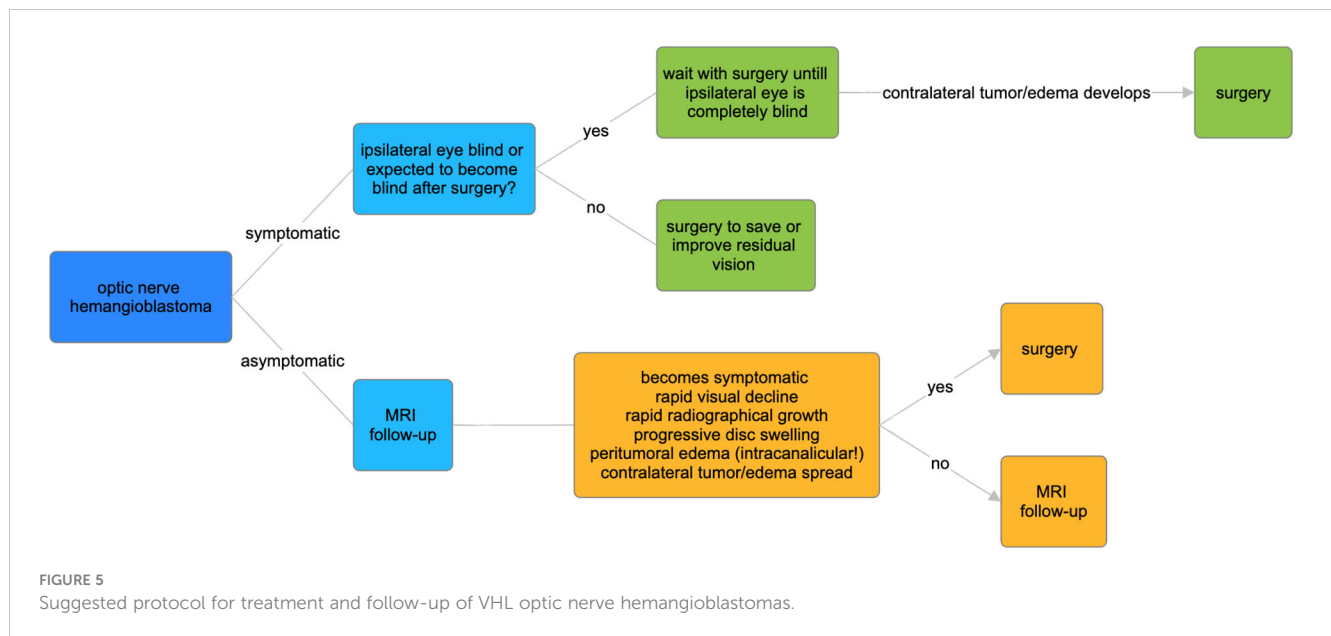 optic nerve
hemangioblastoma
symptomatic
asymptomatic
ipsilateral eye blind or
expected to become
blind after surgery?
yes
no
wait with surgery untill
ipsilateral eye is
completely blind
contralateral tumor/edema develops
surgery
surgery to save or
improve residual
vision
MRI
follow-up
becomes symptomatic
rapid visual decline
rapid radiographical growth
progressive disc swelling
peritumoral edema (intracanalicular!)
contralateral tumor/edema spread
yes
no
surgery
MRI
follow-up
FIGURE 5
Suggested protocol for treatment and follow-up of VHL optic nerve hemangioblastomas.